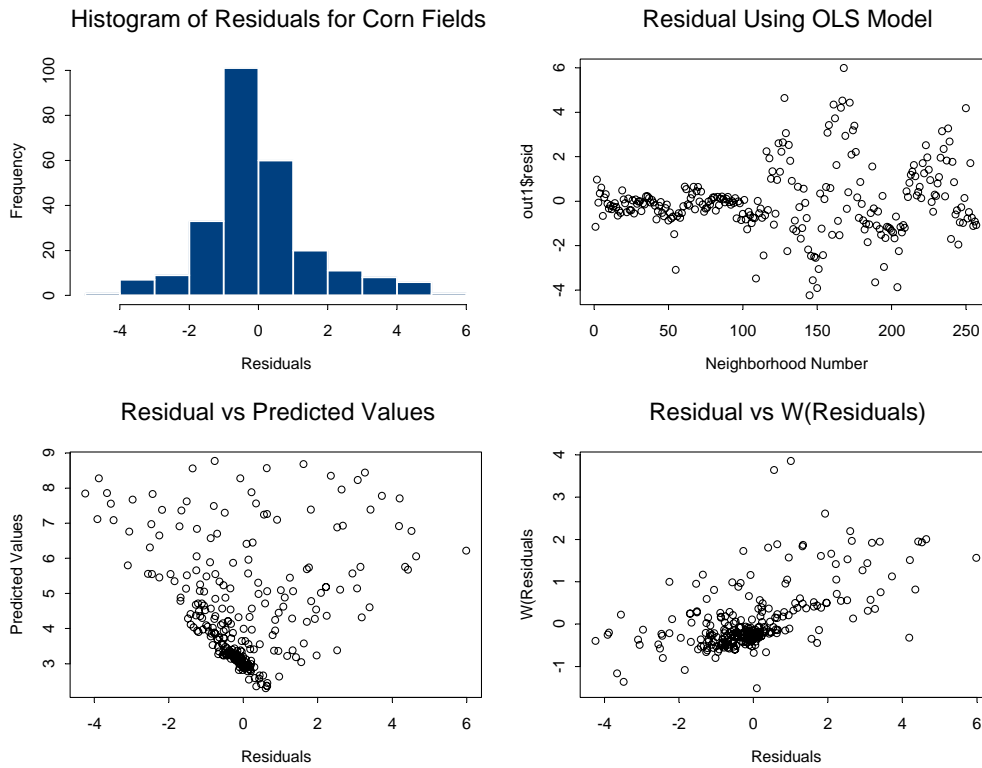 Histogram of Residuals for Corn Fields
Frequency
0 20 40 60 80 100
-4 -2 0 2 4 6
Residuals
Residual Using OLS Model
out1$resid
-4 -2 0 2 4 6
0 50 100 150 200 250
Neighborhood Number
Residual vs Predicted Values
Predicted Values
3 4 5 6 7 8 9
-4 -2 0 2 4 6
Residuals
Residual vs W(Residuals)
W(Residuals
-1 0 1 2 3 4
-4 -2 0 2 4 6
Residuals